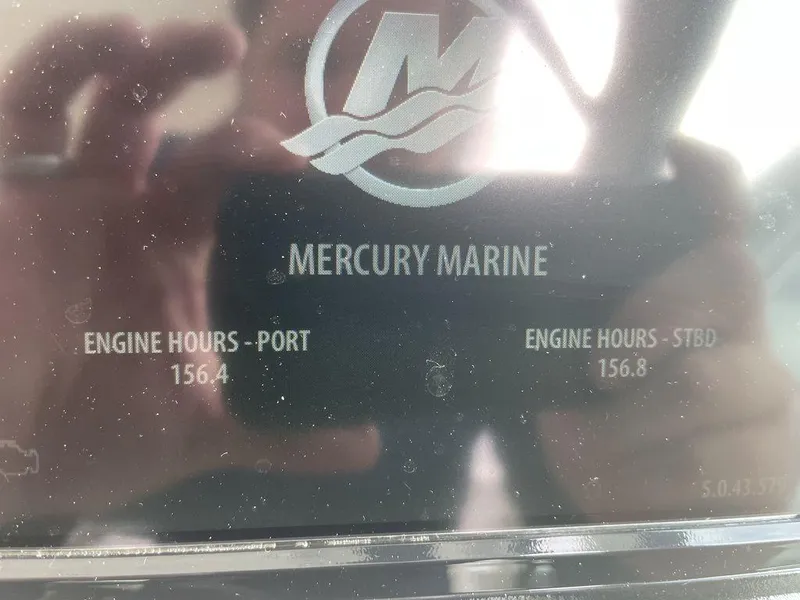 M
MERCURY MARINE
ENGINE HOURS - PORT
ENGINE HOURS - STBD
156.4
156.8